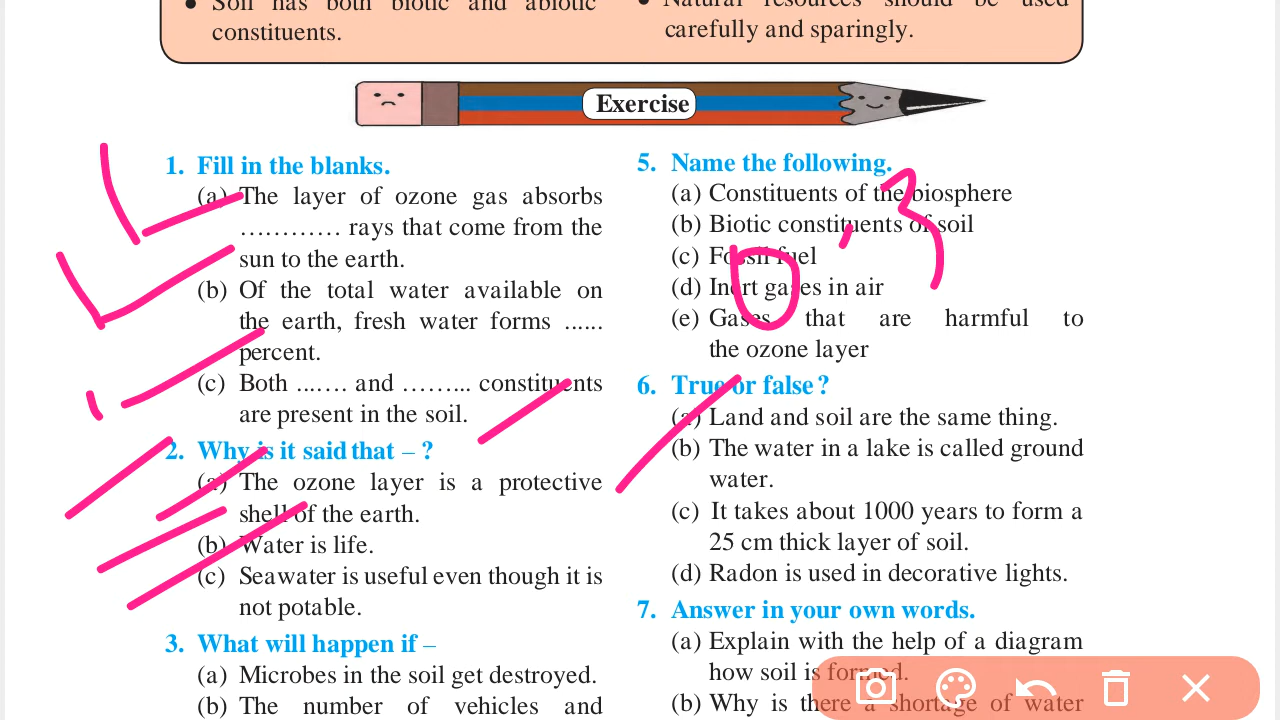 Soil has both biotic and abiotic
constituents.
Natural resources should be used
carefully and sparingly.
Exercise
1. Fill in the blanks.
(a) The layer of ozone gas absorbs
………… rays that come from the
sun to the earth.
(b) Of the total water available on
the earth, fresh water forms ......
percent.
(c) Both ...…. and ……... constituents
are present in the soil.
2. Why is it said that – ?
(a) The ozone layer is a protective
shell of the earth.
(b) Water is life.
(c) Seawater is useful even though it is
not potable.
3. What will happen if –
(a) Microbes in the soil get destroyed.
(b) The number of vehicles and
5. Name the following.
(a) Constituents of the biosphere
(b) Biotic constituents of soil
(c) Fossil fuel
(d) Inert gases in air
(e) Gases that are harmful to
the ozone layer
0.3
6. True or false ?
(a) Land and soil are the same thing.
(b) The water in a lake is called ground
water.
(c) It takes about 1000 years to form a
25 cm thick layer of soil.
(d) Radon is used in decorative lights.
7. Answer in your own words.
(a) Explain with the help of a diagram
how soil is formed.
(b) Why is there a shortage of water